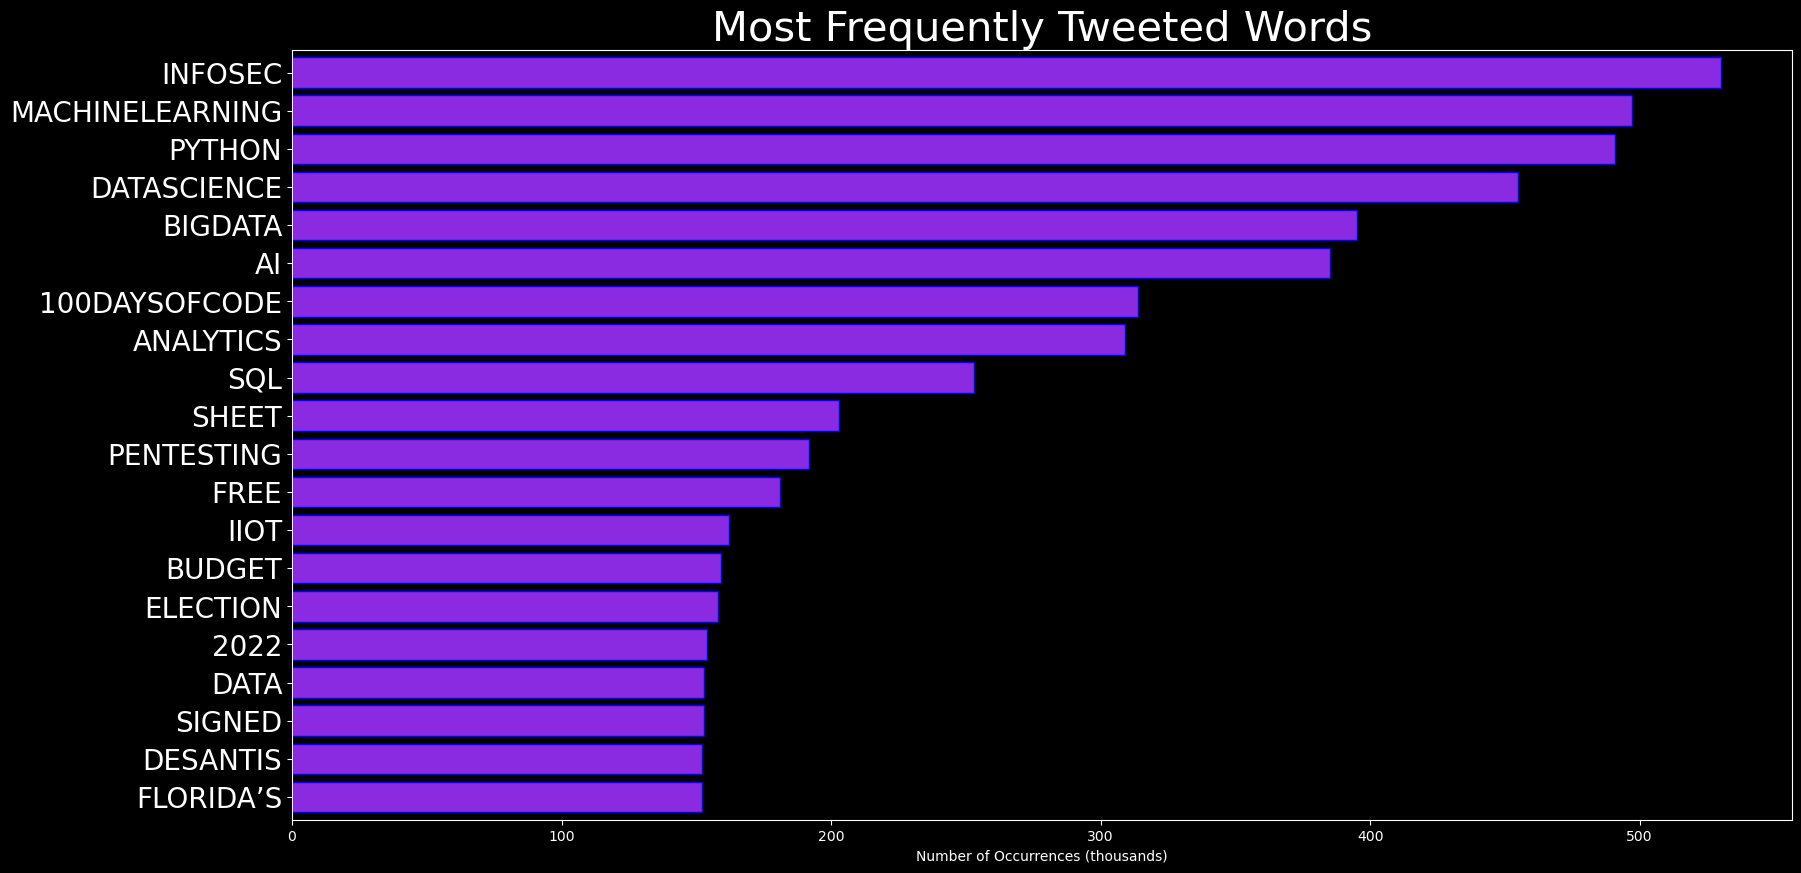 Most Frequently Tweeted Words
INFOSEC
MACHINELEARNING
PYTHON
DATASCIENCE
BIGDATA
AI
100DAYSOFCODE
ANALYTICS
SQL
SHEET
PENTESTING
FREE
IIOT
BUDGET
ELECTION
2022
DATA
SIGNED
DESANTIS
FLORIDA’S
0 100 200 300 400 500
Number of Occurrences (thousands)